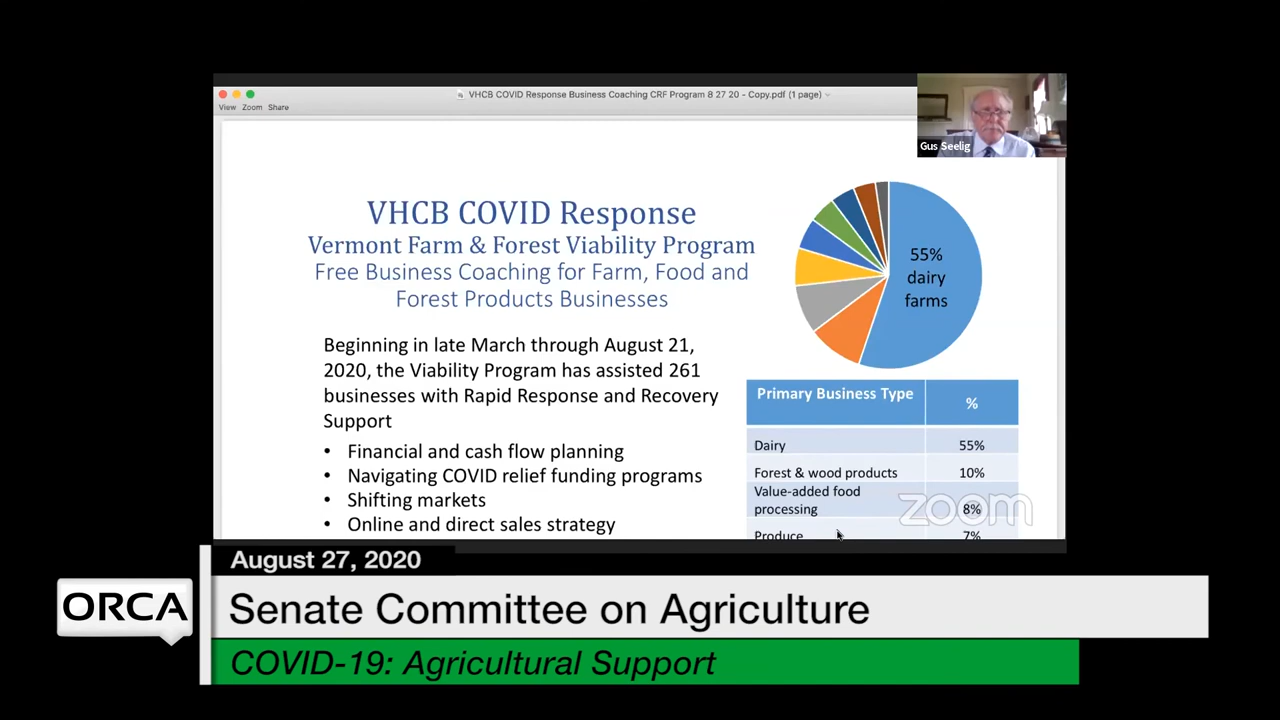 VHCB COVID Response Business Coaching CRF Program 8 27 20 - Copy.pdf (1 page)
View Zoom Share
Gus Seelig
VHCB COVID Response
Vermont Farm & Forest Viability Program
Free Business Coaching for Farm, Food and
Forest Products Businesses
55%
dairy
farms
Beginning in late March through August 21,
2020, the Viability Program has assisted 261
businesses with Rapid Response and Recovery
Support
• Financial and cash flow planning
• Navigating COVID relief funding programs
• Shifting markets
• Online and direct sales strategy
Primary Business Type %
Dairy 55%
Forest & wood products 10%
Value-added food
processing 8%
Produce 7%
zoom
August 27, 2020
ORCA
Senate Committee on Agriculture
COVID-19: Agricultural Support